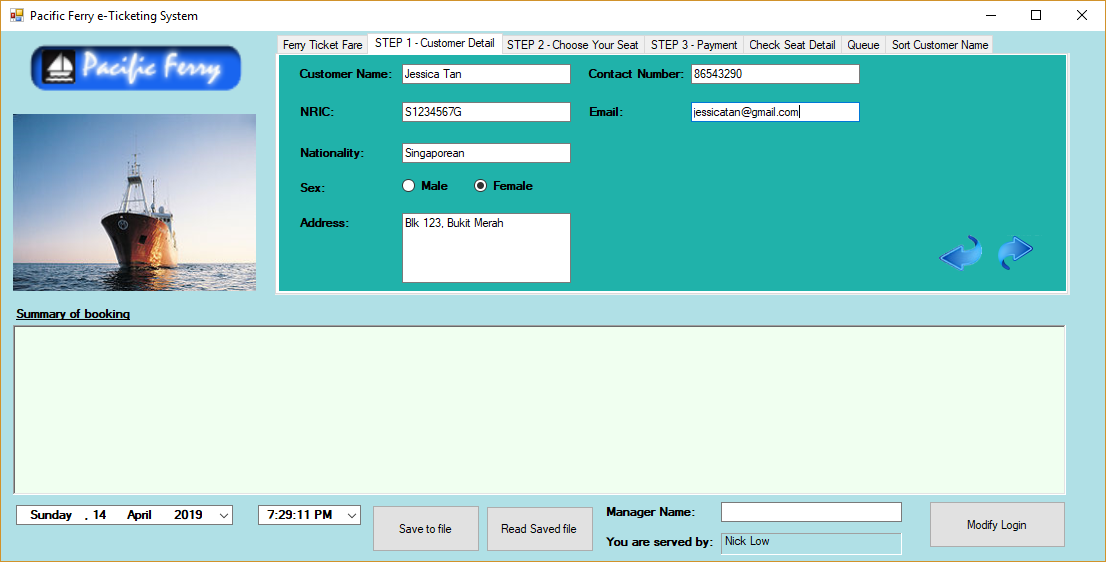 Pacific Ferry e-Ticketing System
Pacific Ferry
Ferry Ticket Fare STEP 1 - Customer Detail STEP 2 - Choose Your Seat STEP 3 - Payment Check Seat Detail Queue Sort Customer Name
Customer Name: Jessica Tan Contact Number: 86543290
NRIC: S1234567G Email: jessicatan@gmail.com
Nationality: Singaporean
Sex: Male Female
Address: Blk 123, Bukit Merah
Summary of booking
Sunday , 14 April 2019 7:29:11 PM Save to file Read Saved file Manager Name: Modify Login
You are served by: Nick Low